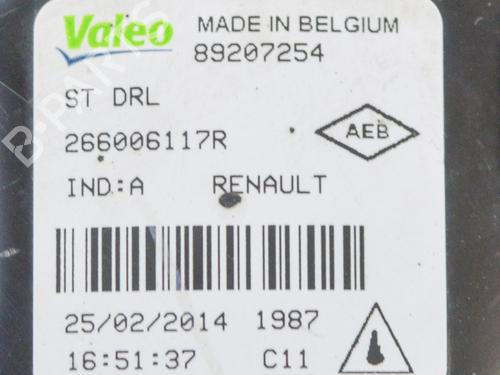 Valeo MADE IN BELGIUM
89207254
ST DRL
266006117R AEB
IND:A RENAULT
25/02/2014 1987
16:51:37 C11
B-PARTS